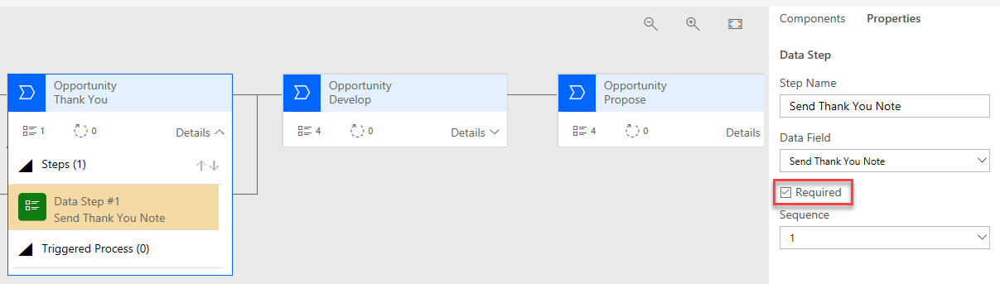 Components Properties
Opportunity
Thank You
1 0 Details
Steps (1)
Data Step #1
Send Thank You Note
Triggered Process (0)
Opportunity
Develop
4 0 Details
Opportunity
Propose
4 0 Details
Data Step
Step Name
Send Thank You Note
Data Field
Send Thank You Note
Required
Sequence
1